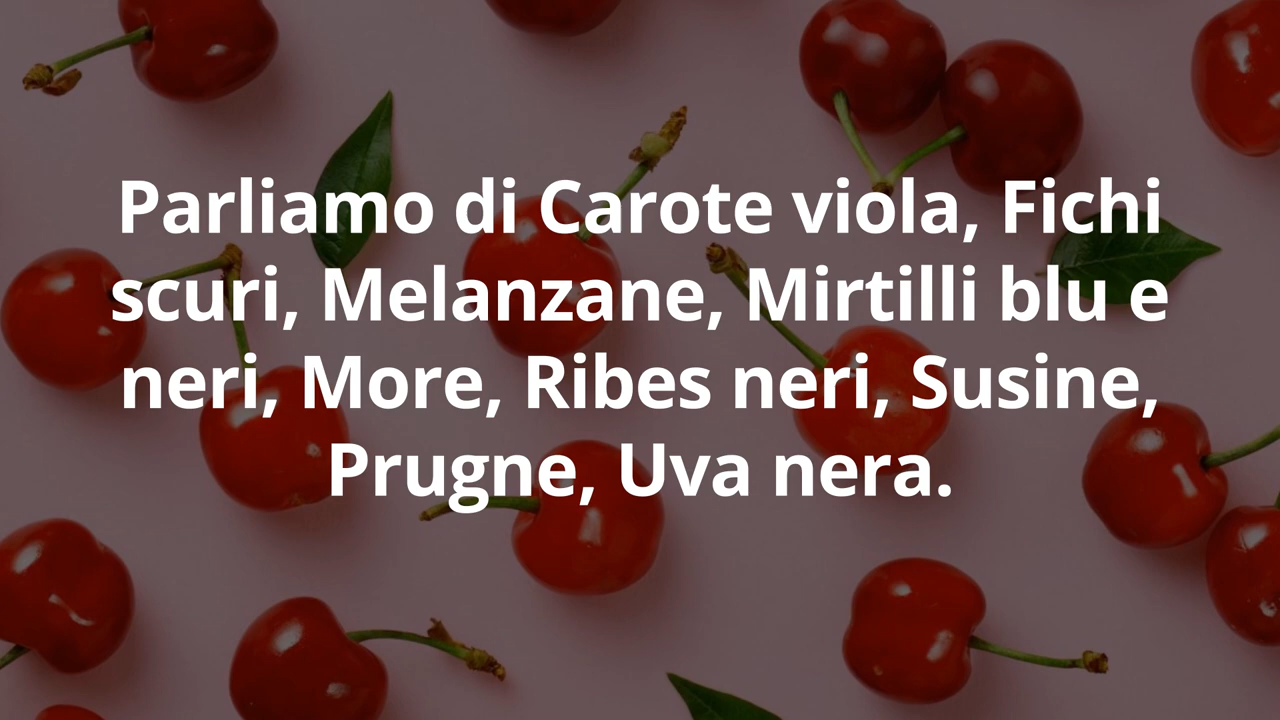 Parliamo di Carote viola, Fichi
scuri, Melanzane, Mirtilli blu e
neri, More, Ribes neri, Susine,
Prugne, Uva nera.